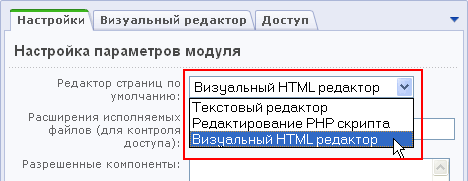 Настройки Визуальный редактор Доступ
Настройка параметров модуля
Редактор страниц по умолчанию:
Визуальный HTML редактор
Текстовый редактор
Редактирование PHP скрипта
Визуальный HTML редактор
Расширения исполняемых файлов (для контроля доступа):
Разрешенные компоненты: